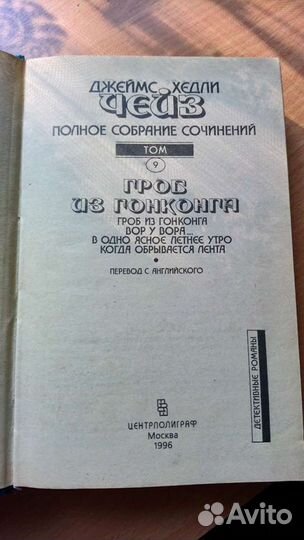 ДЖЕЙМС ХЕДЛИ
ЧЕЙЗ
ПОЛНОЕ СОБРАНИЕ СОЧИНЕНИЙ
ТОМ
9
ГРОБ
ИЗ ГОНКОНГА
ГРОБ ИЗ ГОНКОНГА
ВОР У ВОРА...
В ОДНО ЯСНОЕ ЛЕТНЕЕ УТРО
КОГДА ОБРЫВАЕТСЯ ЛЕНТА
ПЕРЕВОД С АНГЛИЙСКОГО
ДЕТЕКТИВНЫЕ РОМАНЫ
ЦЕНТРПОЛИГРАФ
Москва
1996
Avito